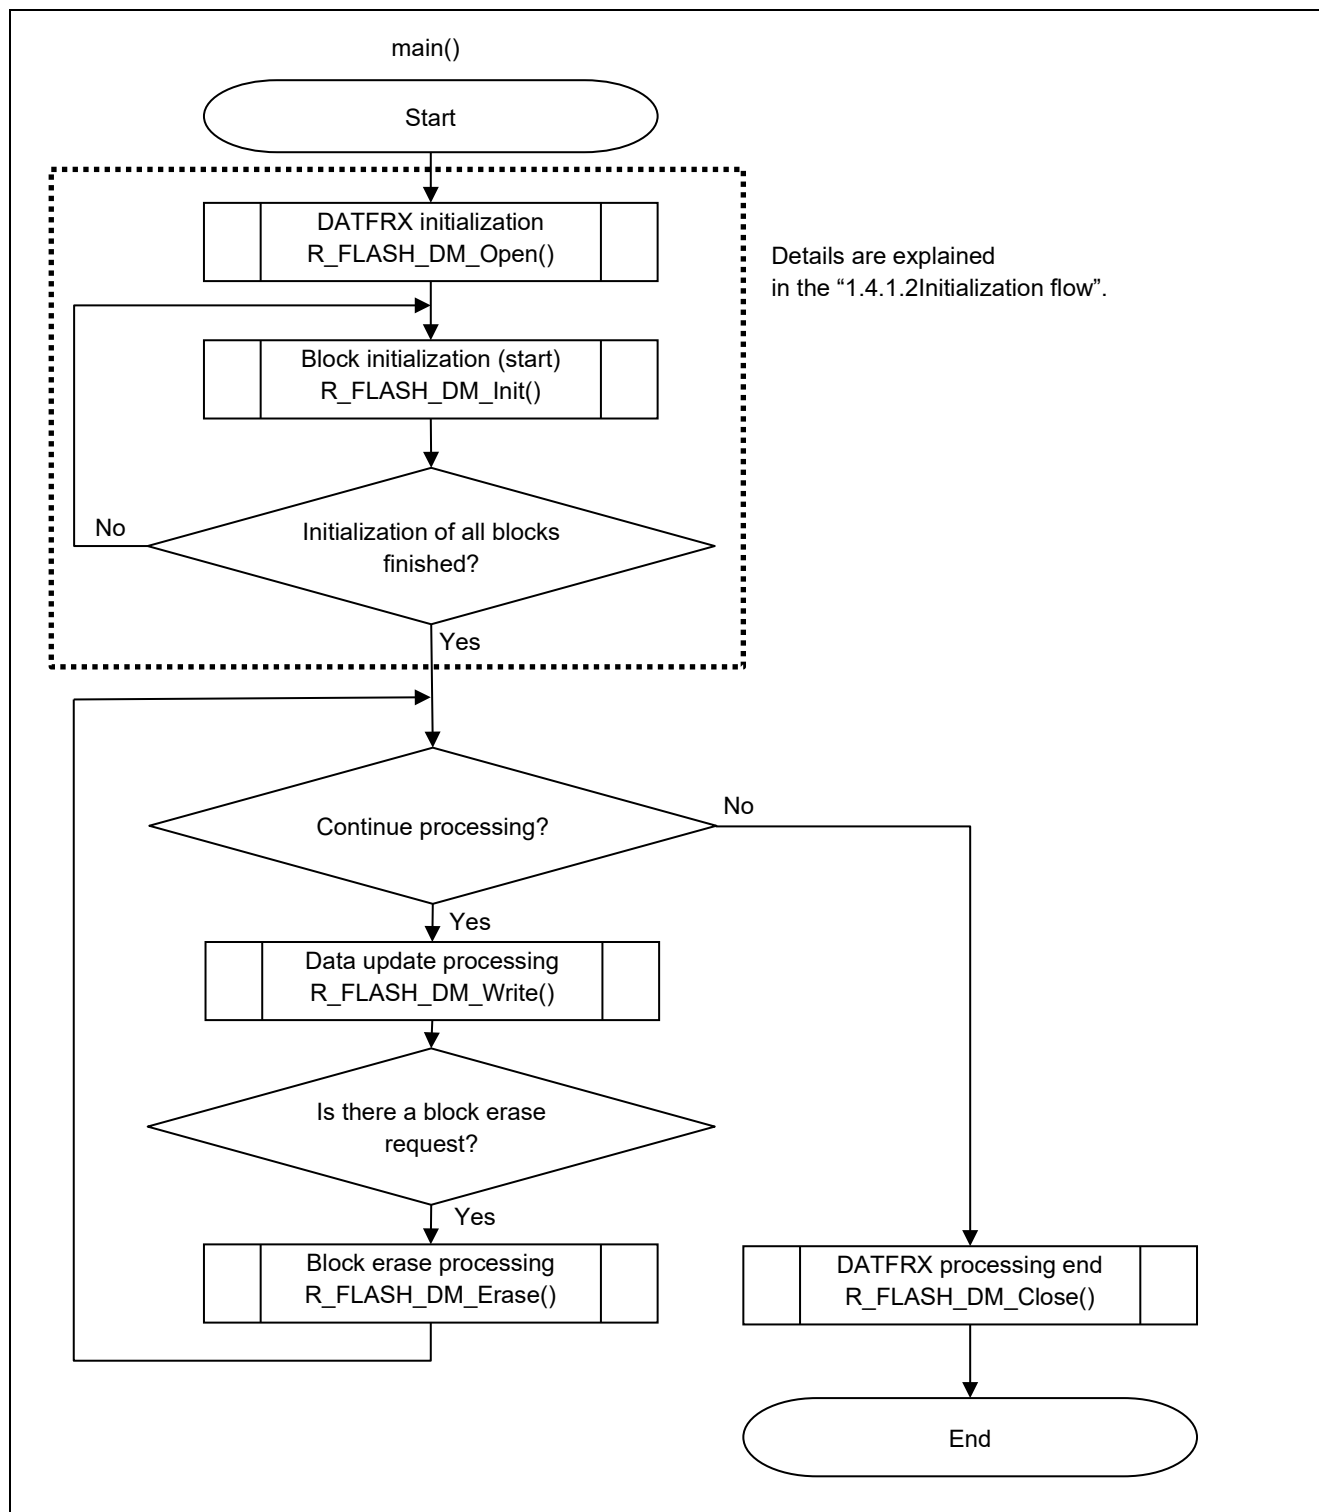 main()
Start
DATFRX initialization
R_FLASH_DM_Open()
Details are explained
in the “1.4.1.2Initialization flow”.
Block initialization (start)
R_FLASH_DM_Init()
No
Initialization of all blocks
finished?
Yes
No
Continue processing?
Yes
Data update processing
R_FLASH_DM_Write()
Is there a block erase
request?
Yes
Block erase processing
R_FLASH_DM_Erase()
DATFRX processing end
R_FLASH_DM_Close()
End